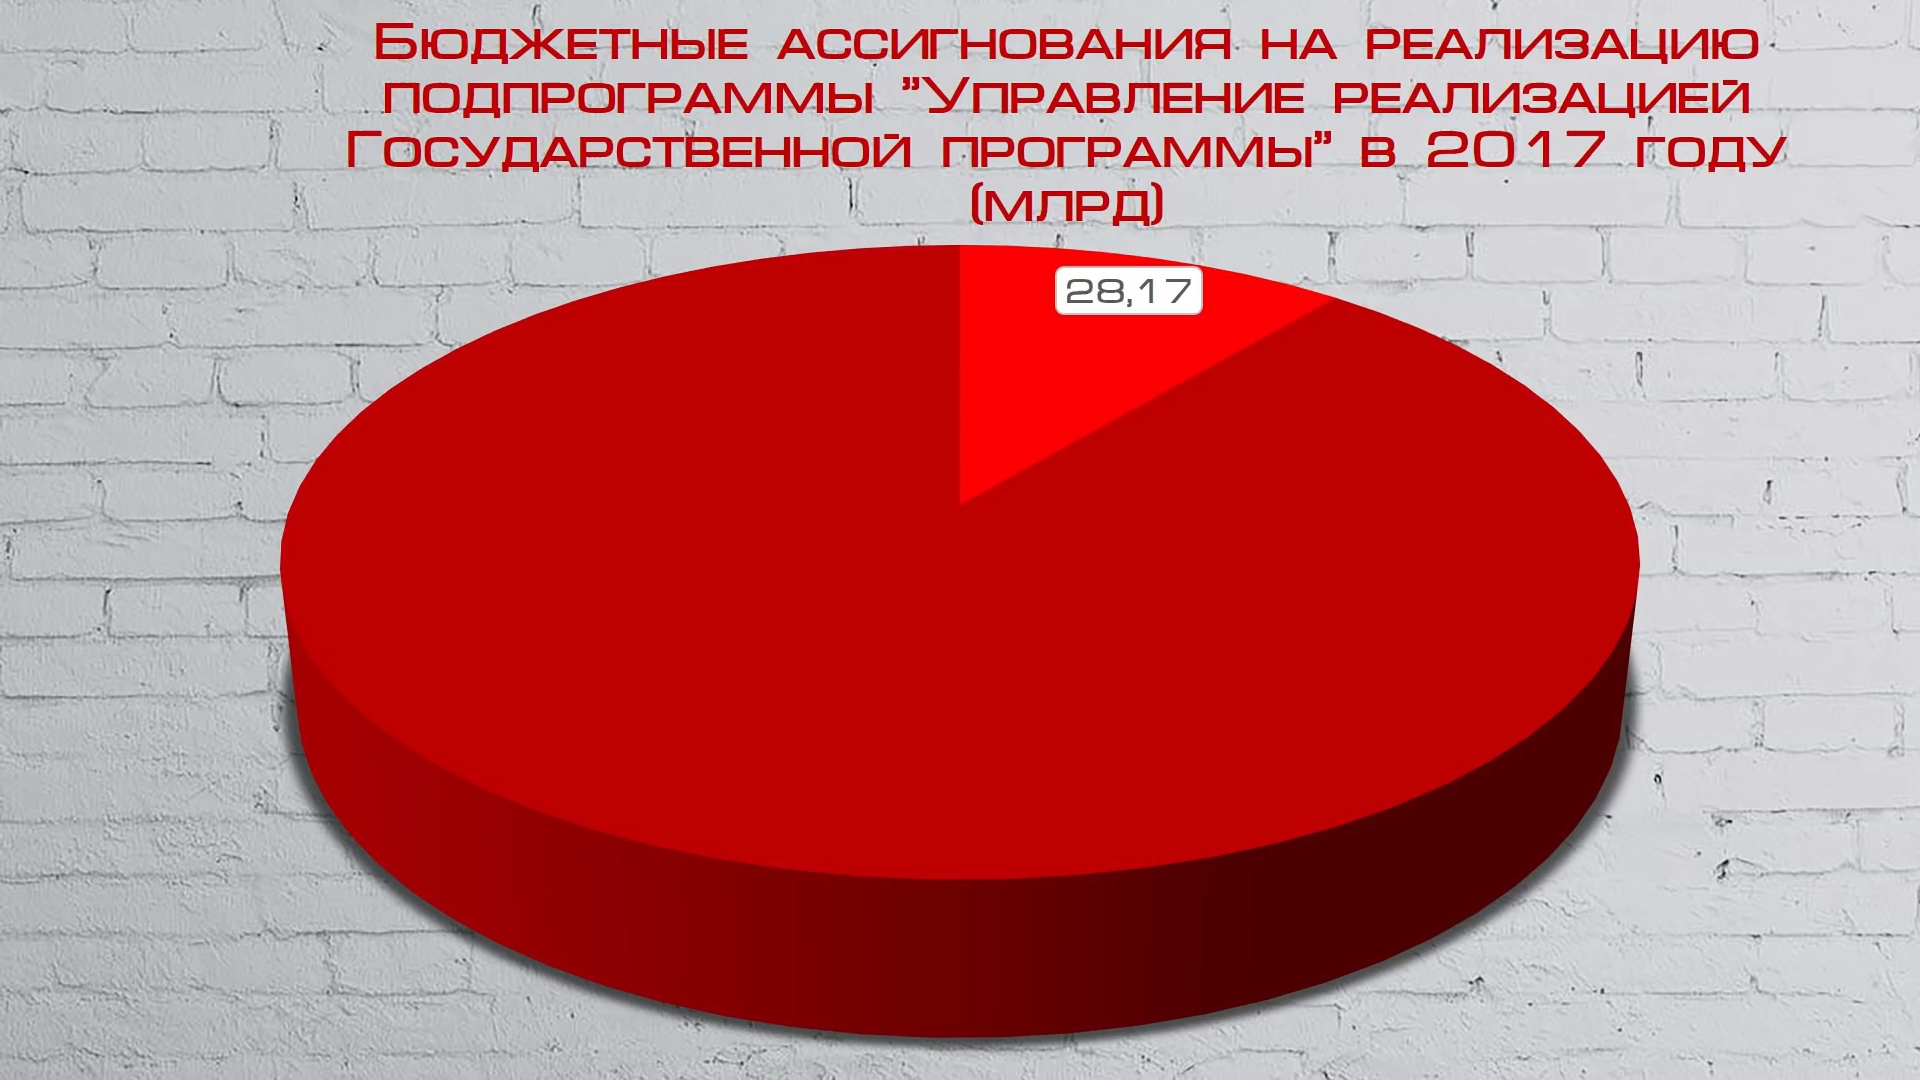 Бюджетные ассигнования на реализацию
подпрограммы "Управление реализацией
Государственной программы" в 2017 году
(млрд)
28,17